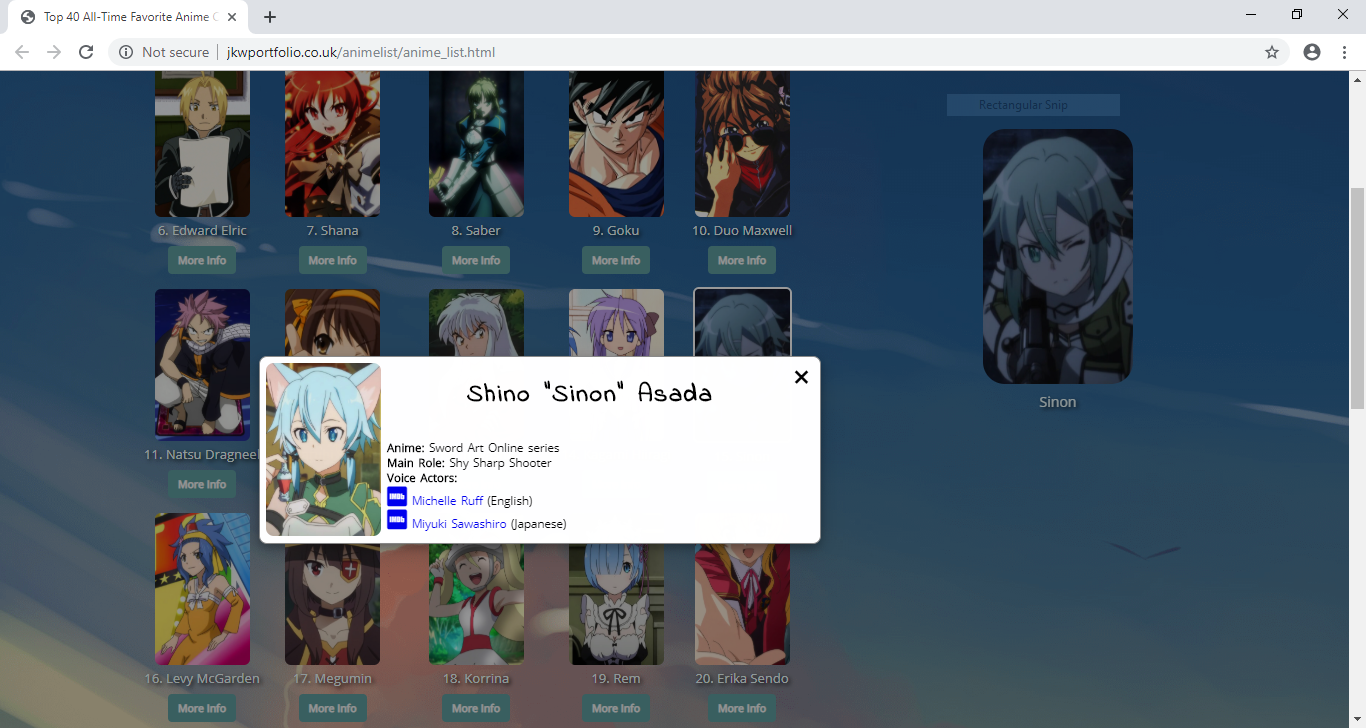 Top 40 All-Time Favorite Anime C
Not secure
jkwportfolio.co.uk/animelist/anime_list.html
Rectangular Snip
6. Edward Elric
7. Shana
8. Saber
9. Goku
10. Duo Maxwell
More Info
More Info
More Info
More Info
More Info
Sinon
Shino "Sinon" Asada
Anime: Sword Art Online series
Main Role: Shy Sharp Shooter
Voice Actors:
IMDb Michelle Ruff (English)
IMDb Miyuki Sawashiro (Japanese)
11. Natsu Dragneel
More Info
16. Levy McGarden
17. Megumin
18. Korrina
19. Rem
20. Erika Sendo
More Info
More Info
More Info
More Info
More Info